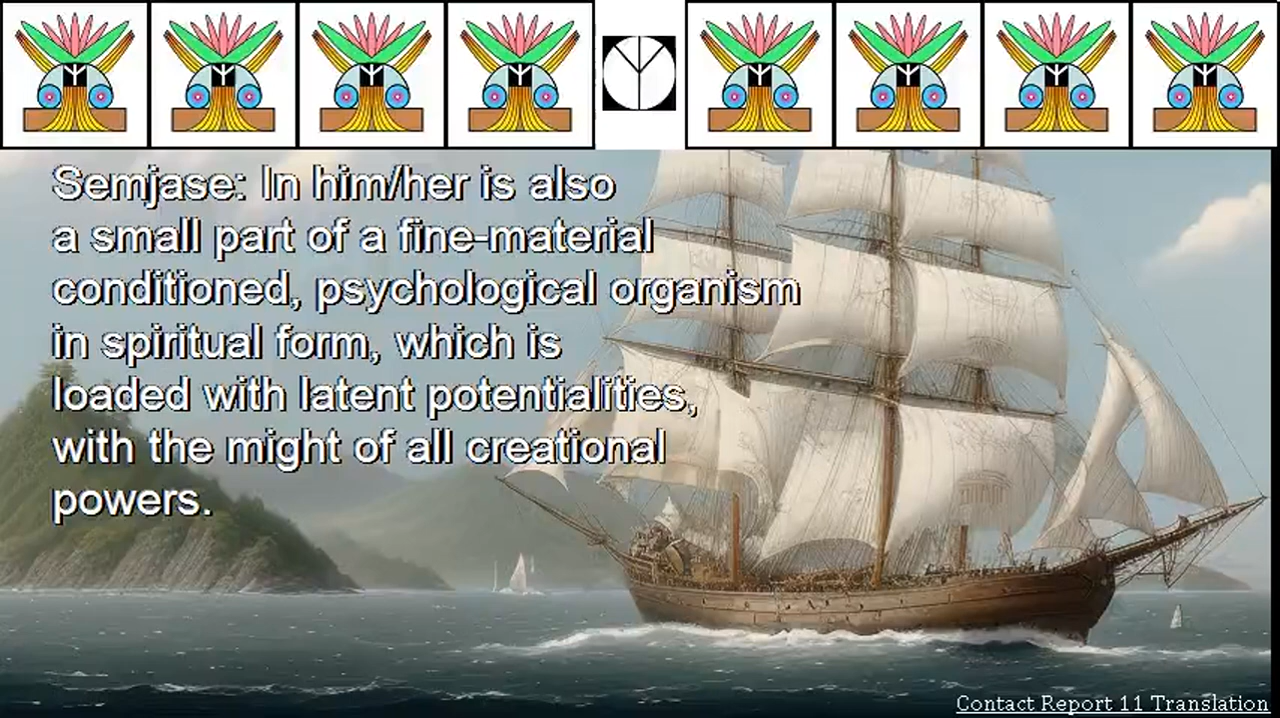 Semjase: In him/her is also
a small part of a fine-material
conditioned, psychological organism
in spiritual form, which is
loaded with latent potentialities,
with the might of all creational
powers.
Contact Report 11 Translation